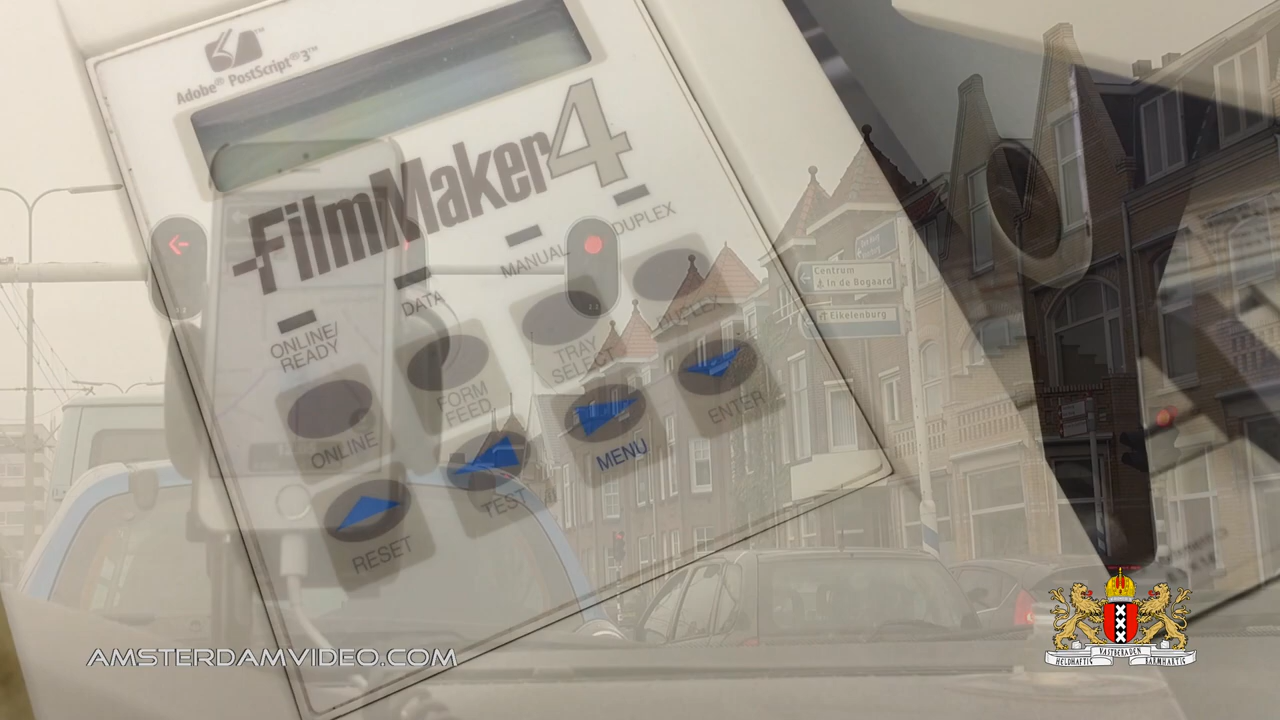 Adobe® PostScript®3™
FilmMaker4
DUPLEX
MANUAL
DATA
ONLINE/
READY
DUPLEX
TRAY
SELECT
FORM
FEED
ONLINE
ENTER
MENU
TEST
RESET
Centrum
in de Bogaard
Eikelenburg
AMSTERDAMVIDEO.COM
HELDHAFTIG
VASTBERADEN
BARMHARTIG